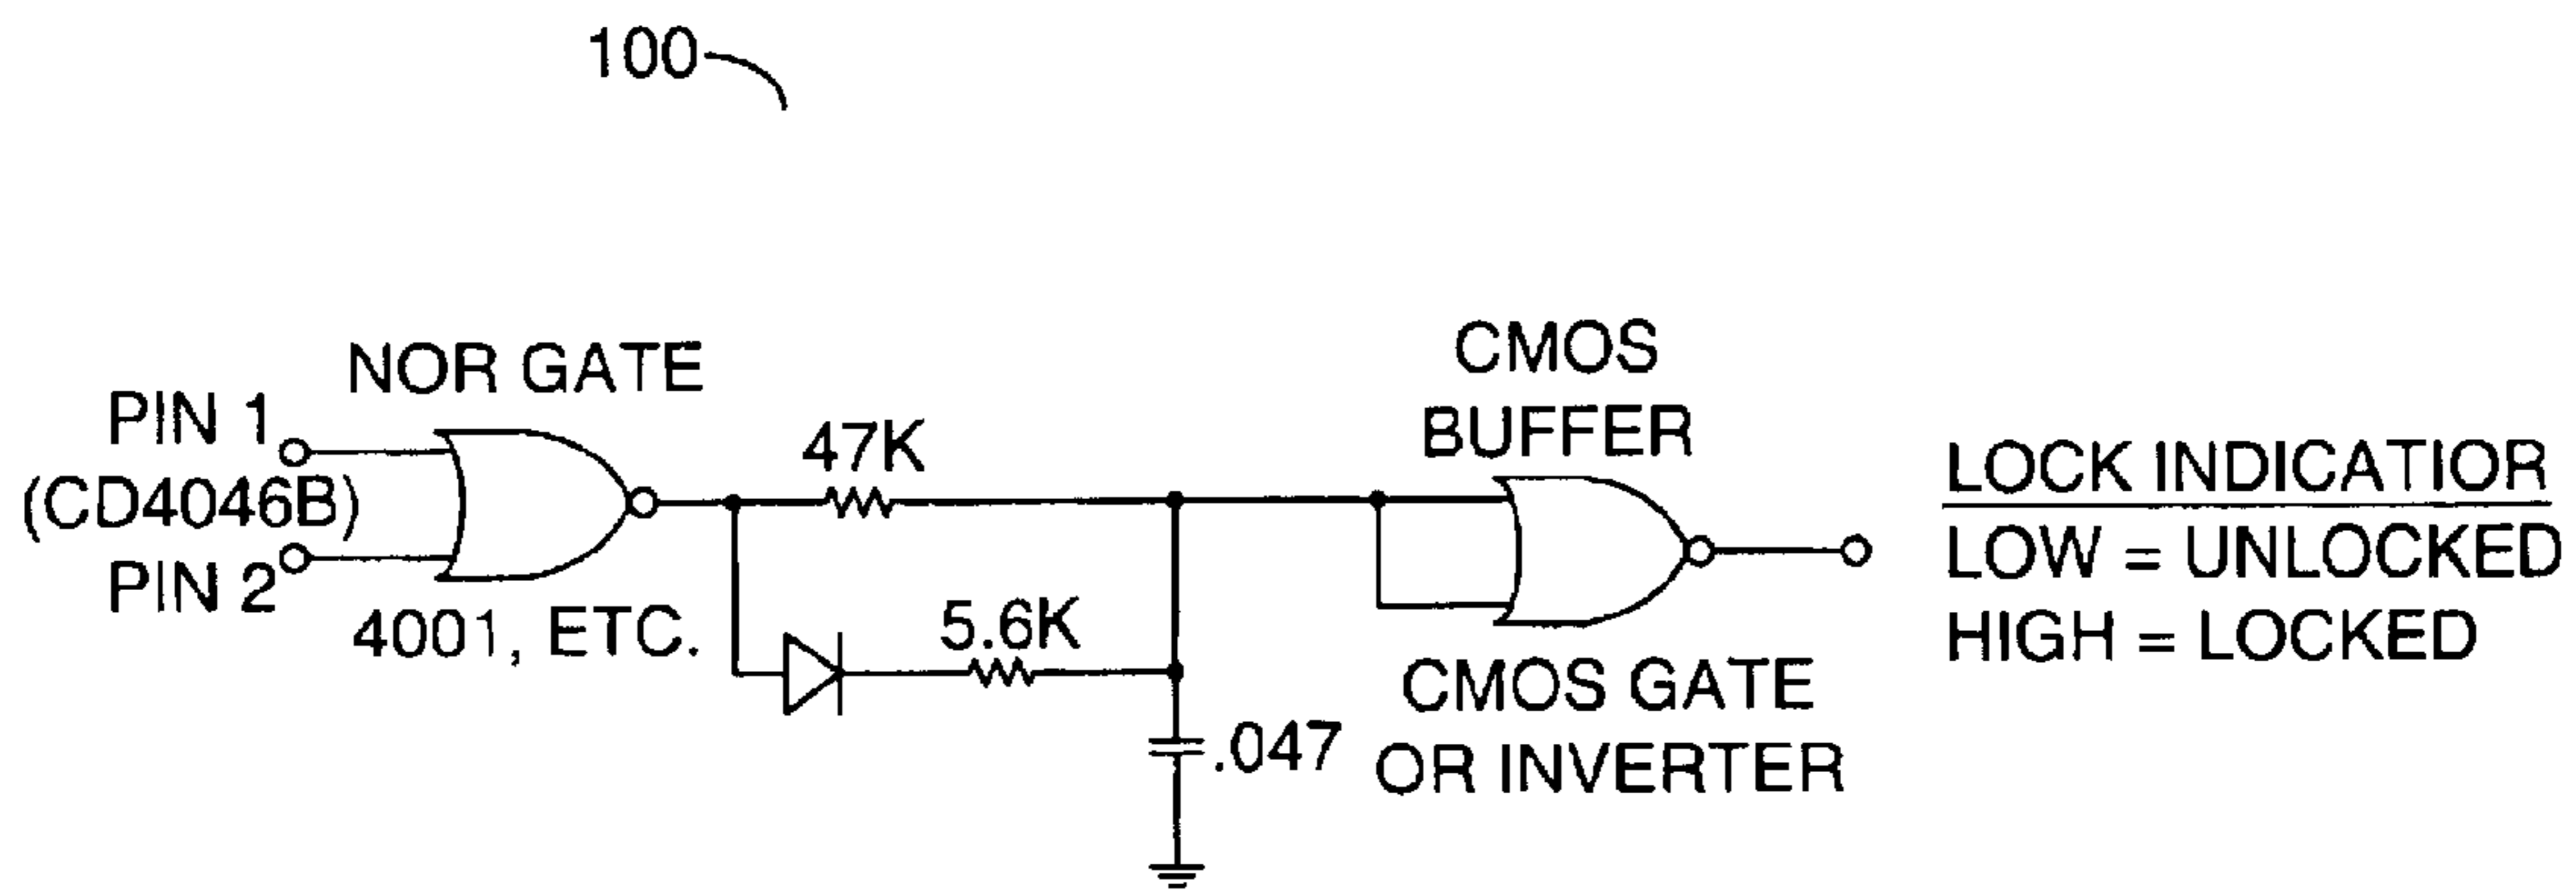 100
NOR GATE
PIN 1
(CD4046B)
PIN 2
4001, ETC.
47K
5.6K
.047
CMOS
BUFFER
CMOS GATE
OR INVERTER
LOCK INDICATIOR
LOW = UNLOCKED
HIGH = LOCKED